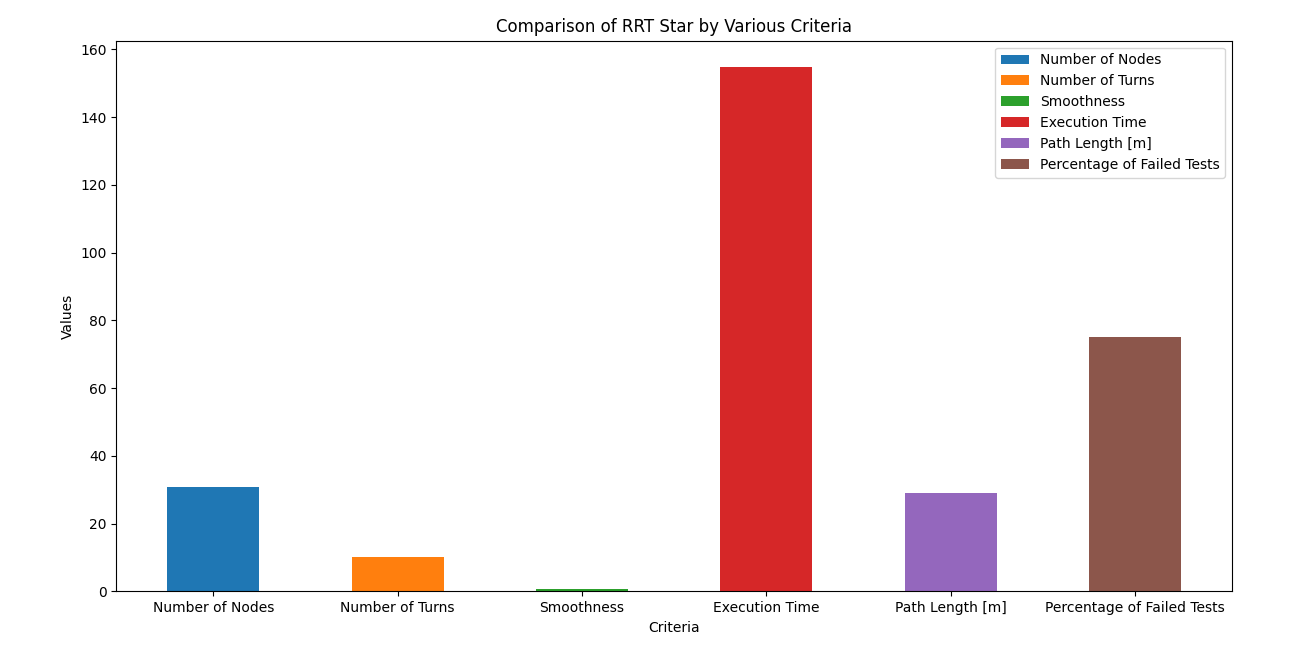 Comparison of RRT Star by Various Criteria
160
140
120
100
80
60
40
20
0
Values
Number of Nodes
Number of Turns
Smoothness
Execution Time
Path Length [m]
Percentage of Failed Tests
Number of Nodes
Number of Turns
Smoothness
Execution Time
Path Length [m]
Percentage of Failed Tests
Criteria